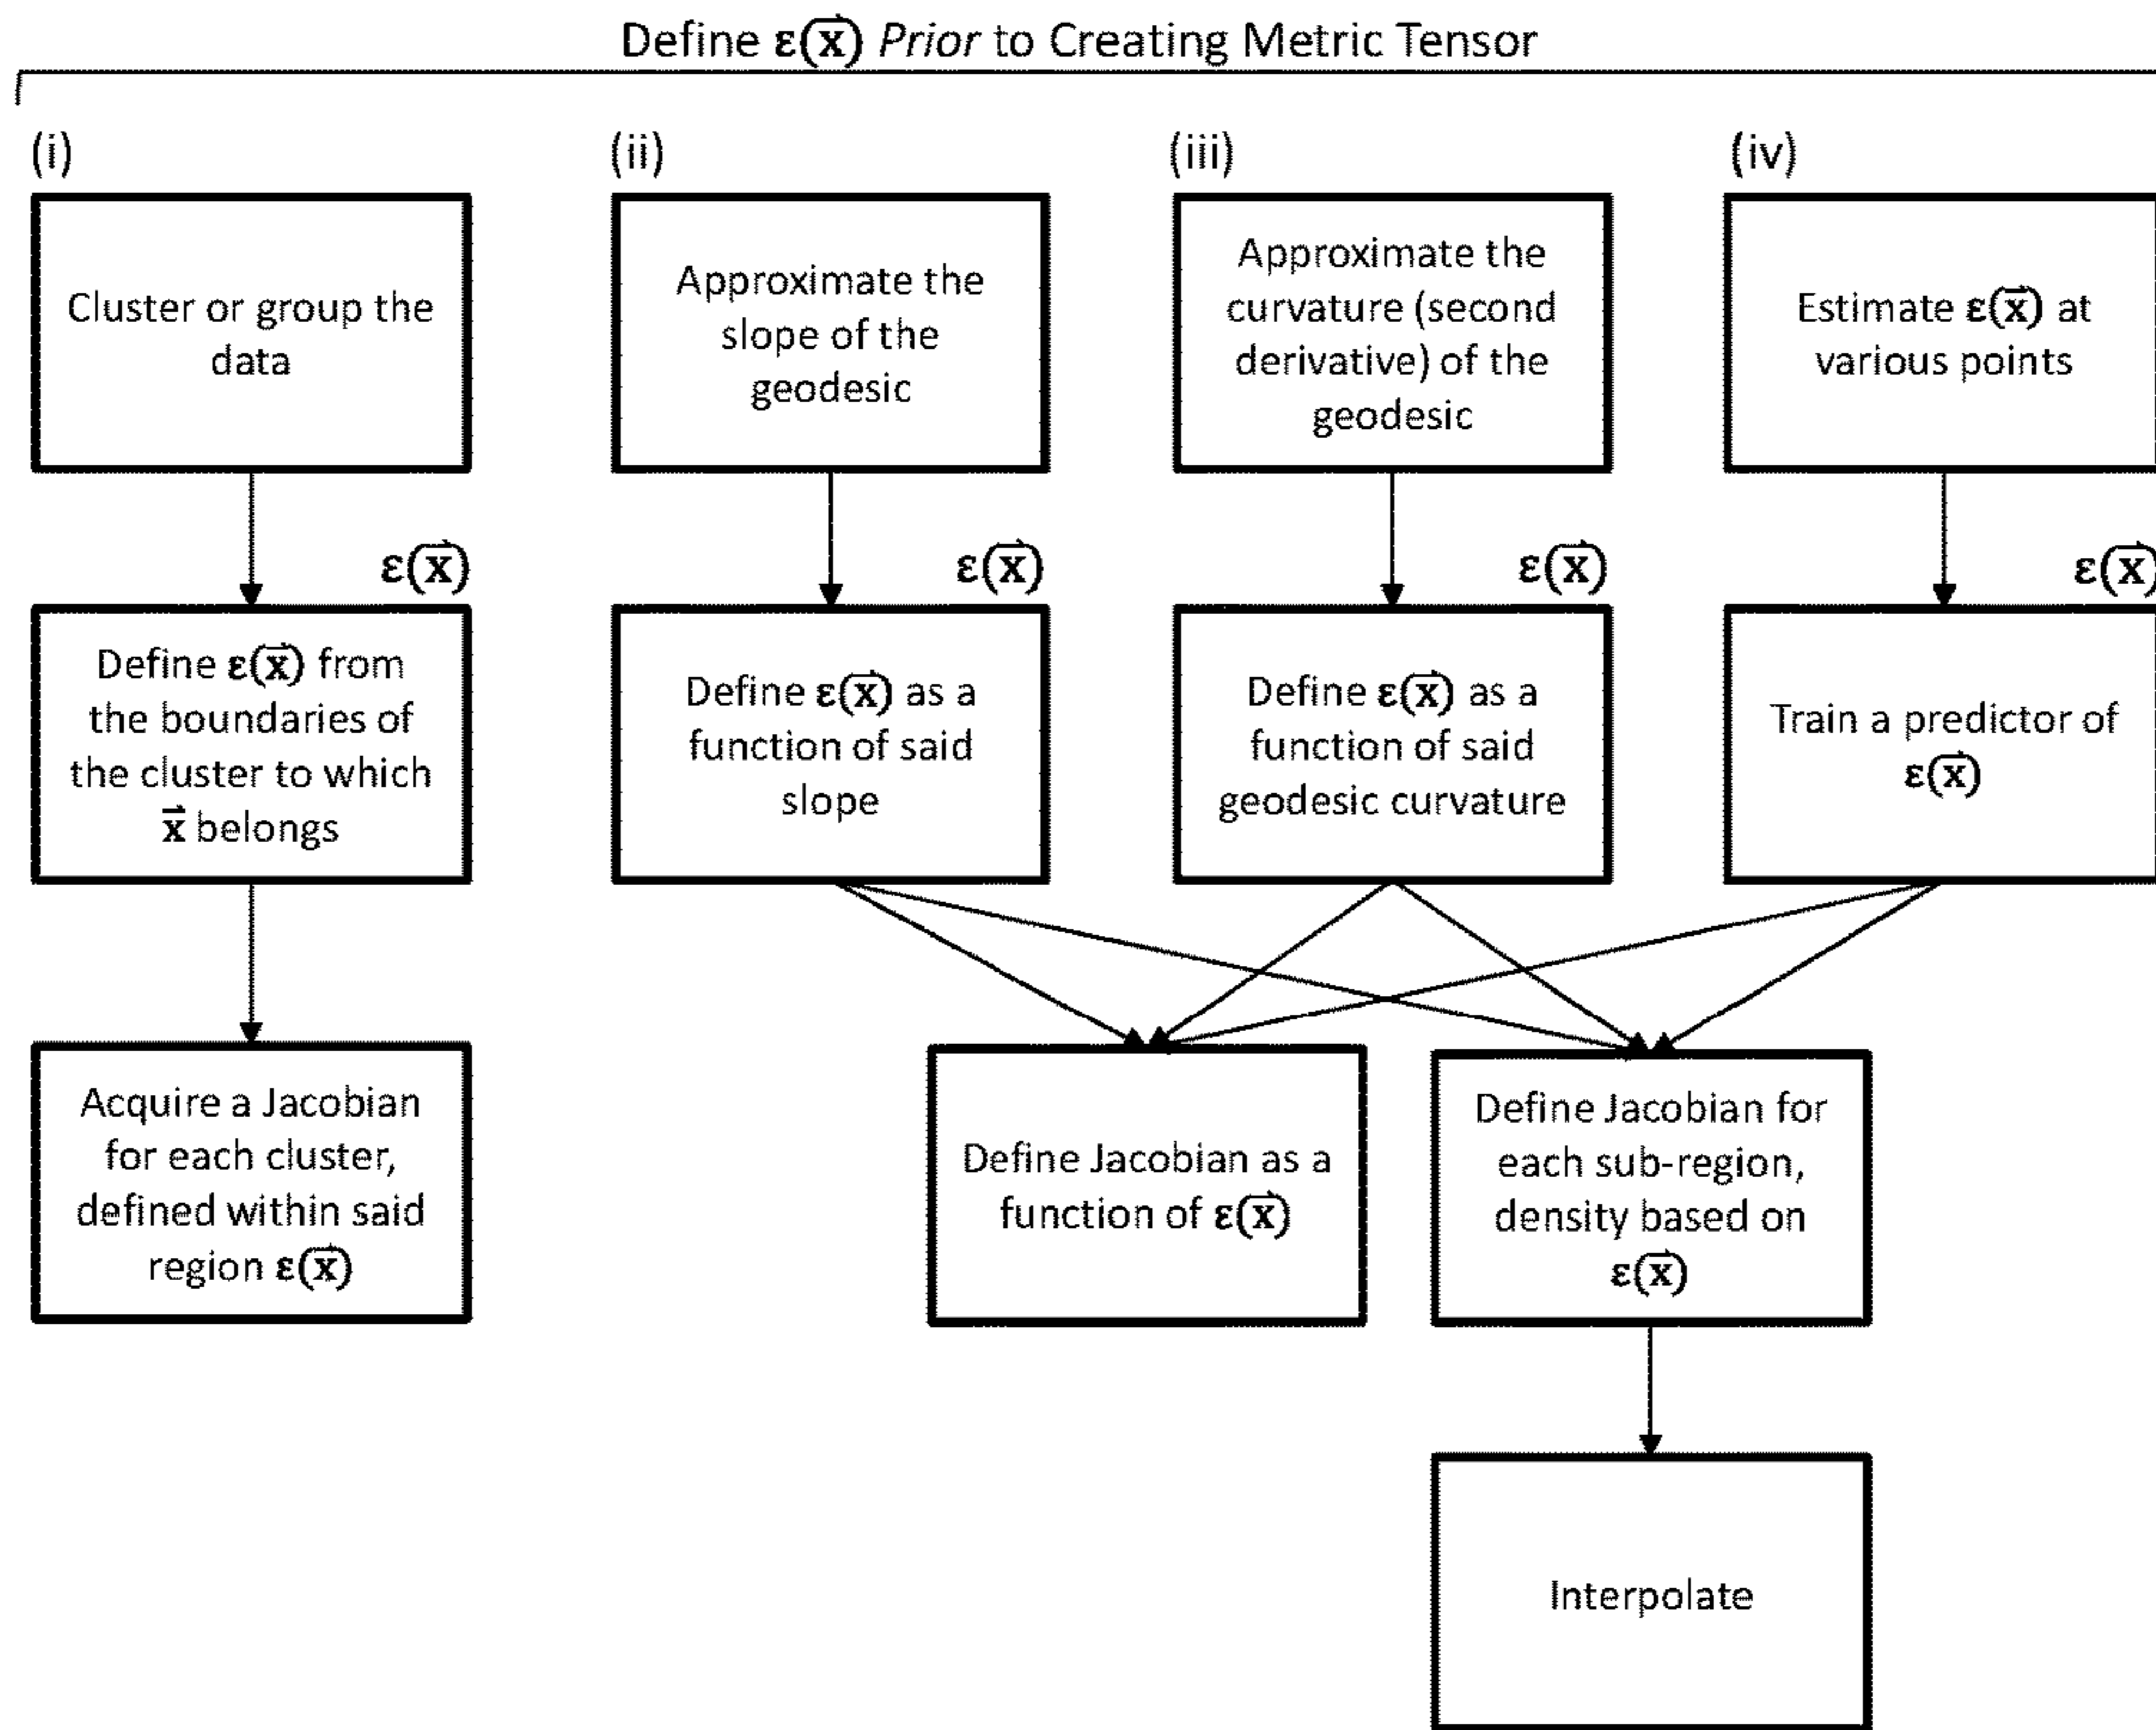 Define ε(x⃗) Prior to Creating Metric Tensor
(i)
(ii)
(iii)
(iv)
Cluster or group the
data
Approximate the
slope of the
geodesic
Approximate the
curvature (second
derivative) of the
geodesic
Estimate ε(x⃗) at
various points
ε(x⃗)
ε(x⃗)
ε(x⃗)
ε(x⃗)
Define ε(x⃗) from
the boundaries of
the cluster to which
x⃗ belongs
Define ε(x⃗) as a
function of said
slope
Define ε(x⃗) as a
function of said
geodesic curvature
Train a predictor of
ε(x⃗)
Acquire a Jacobian
for each cluster,
defined within said
region ε(x⃗)
Define Jacobian as a
function of ε(x⃗)
Define Jacobian for
each sub-region,
density based on
ε(x⃗)
Interpolate